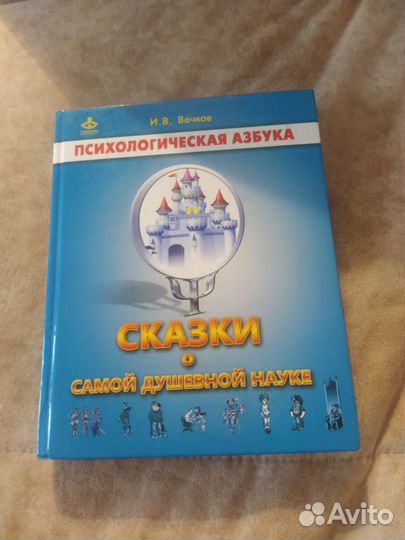 И.В. Вачков
ПСИХОЛОГИЧЕСКАЯ АЗБУКА
СКАЗКИ
О
САМОЙ ДУШЕВНОЙ НАУКЕ
Avito